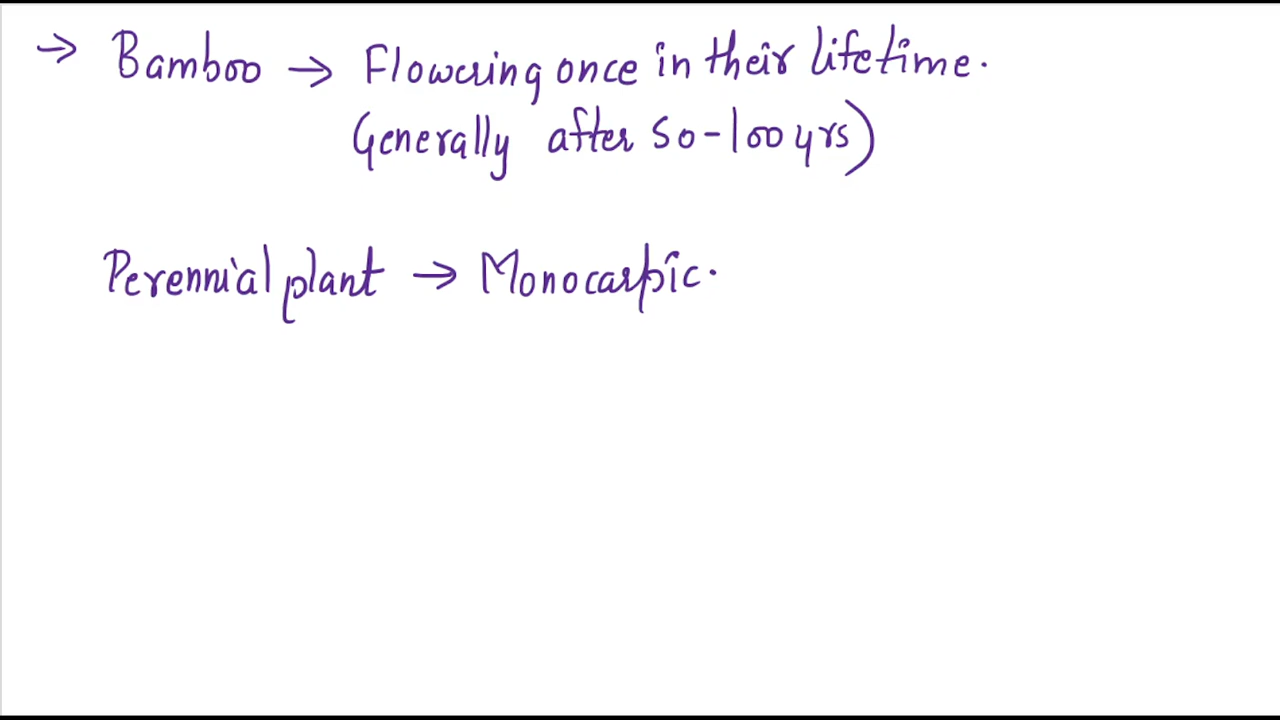 → Bamboo → Flowering once in their lifetime.
Generally after 50-100 yrs)
Perennial plant → Monocarpic.